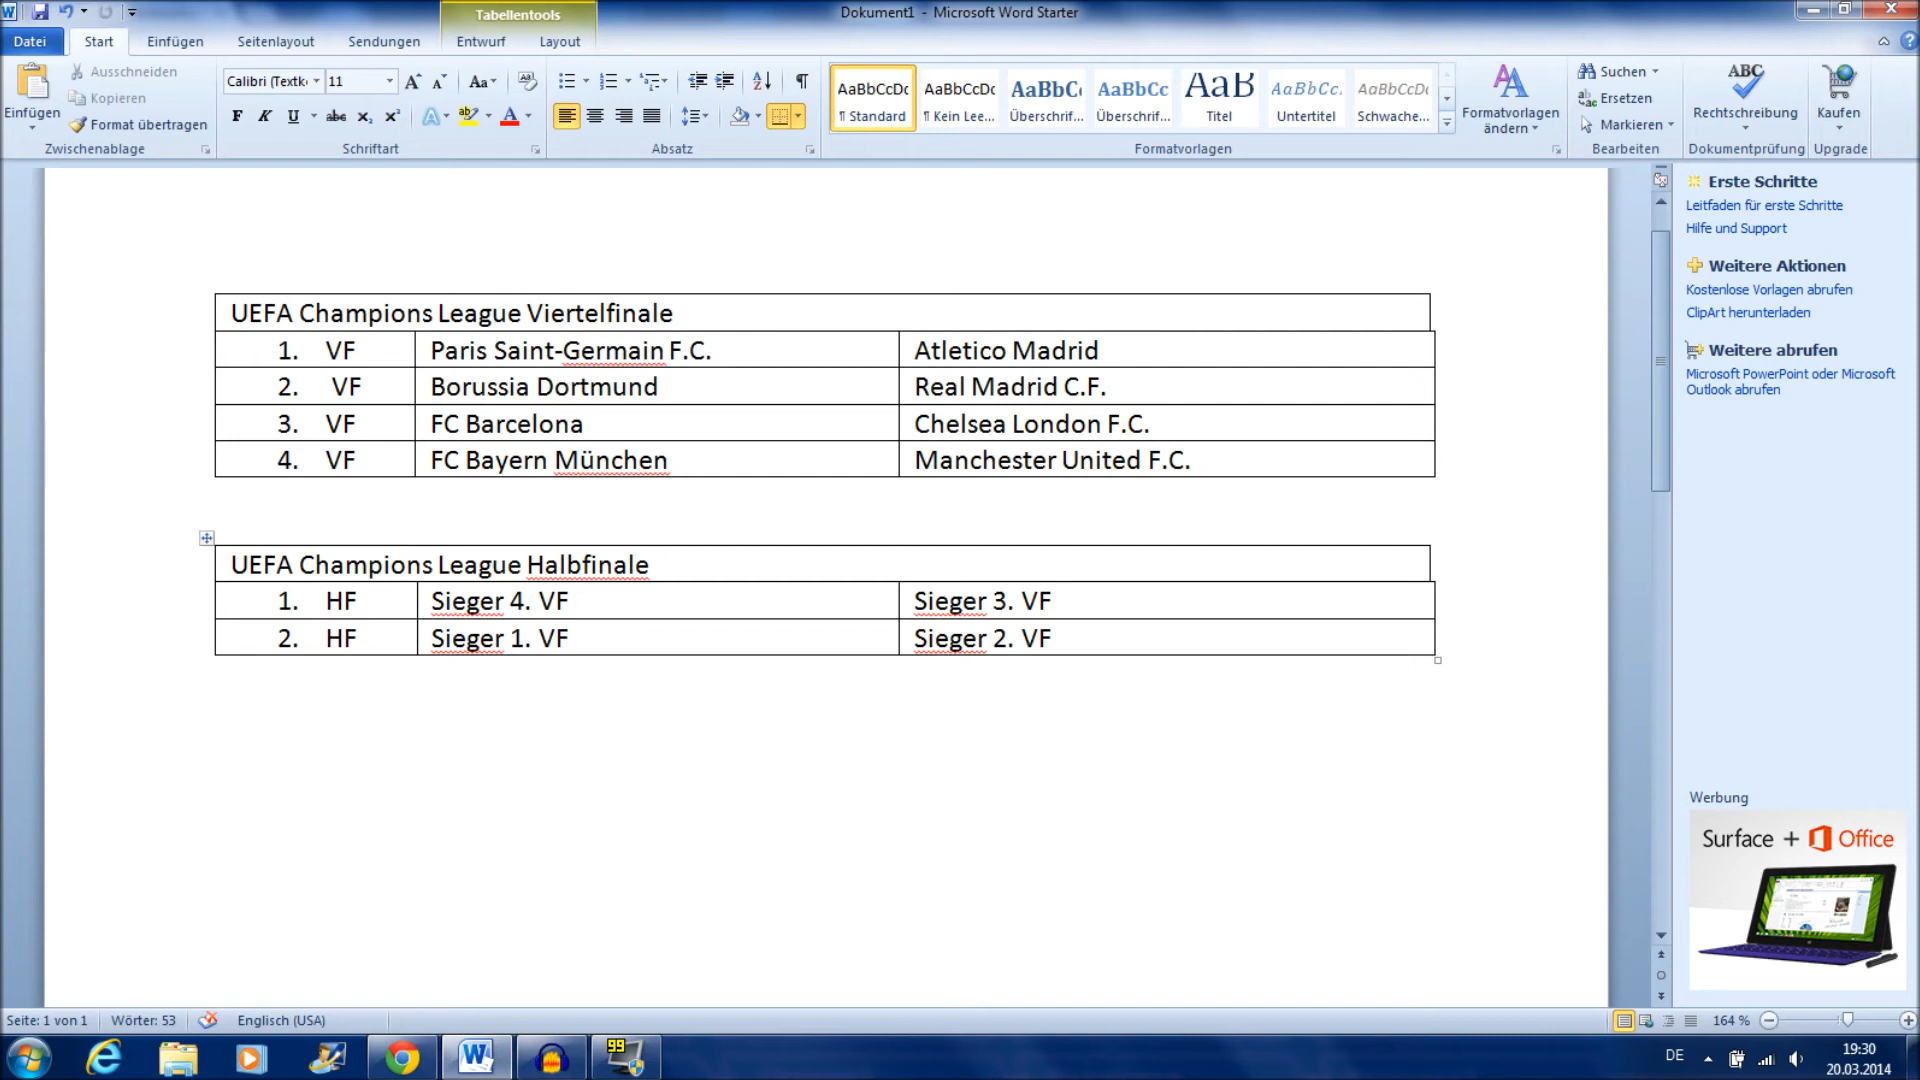 Tabellentools
Dokument1 - Microsoft Word Starter
Datei Start Einfügen Seitenlayout Sendungen Entwurf Layout
Einfügen
Ausschneiden
Kopieren
Format übertragen
Zwischenablage
Calibri (Textk 11
Aa
F K U abc x₂ x²
Schriftart
Absatz
AaBbCcDc AaBbCcDc AaBbC( AaBbCc AaB AaBbCc. AaBbCcDc
¶ Standard ¶ Kein Lee... Überschrif... Überschrif... Titel Untertitel Schwache...
Formatvorlagen
Formatvorlagen
ändern
Suchen
Ersetzen
Markieren
Bearbeiten
ABC
Rechtschreibung
Dokumentprüfung
Kaufen
Upgrade
UEFA Champions League Viertelfinale
1. VF Paris Saint-Germain F.C. Atletico Madrid
2. VF Borussia Dortmund Real Madrid C.F.
3. VF FC Barcelona Chelsea London F.C.
4. VF FC Bayern München Manchester United F.C.
UEFA Champions League Halbfinale
1. HF Sieger 4. VF Sieger 3. VF
2. HF Sieger 1. VF Sieger 2. VF
Erste Schritte
Leitfaden für erste Schritte
Hilfe und Support
Weitere Aktionen
Kostenlose Vorlagen abrufen
ClipArt herunterladen
Weitere abrufen
Microsoft PowerPoint oder Microsoft
Outlook abrufen
Werbung
Surface + Office
Seite: 1 von 1 Wörter: 53 Englisch (USA)
164 %
99
DE
19:30
20.03.2014